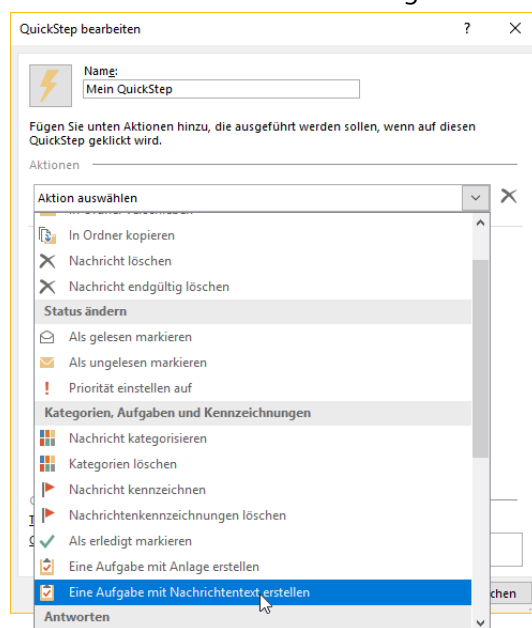 QuickStep bearbeiten ?
Name:
Mein QuickStep
Fügen Sie unten Aktionen hinzu, die ausgeführt werden sollen, wenn auf diesen
QuickStep geklickt wird.
Aktionen
Aktion auswählen
In Ordner kopieren
Nachricht löschen
Nachricht endgültig löschen
Status ändern
Als gelesen markieren
Als ungelesen markieren
Priorität einstellen auf
Kategorien, Aufgaben und Kennzeichnungen
Nachricht kategorisieren
Kategorien löschen
Nachricht kennzeichnen
Nachrichtenkennzeichnungen löschen
Als erledigt markieren
Eine Aufgabe mit Anlage erstellen
Eine Aufgabe mit Nachrichtentext erstellen
chen
Antworten